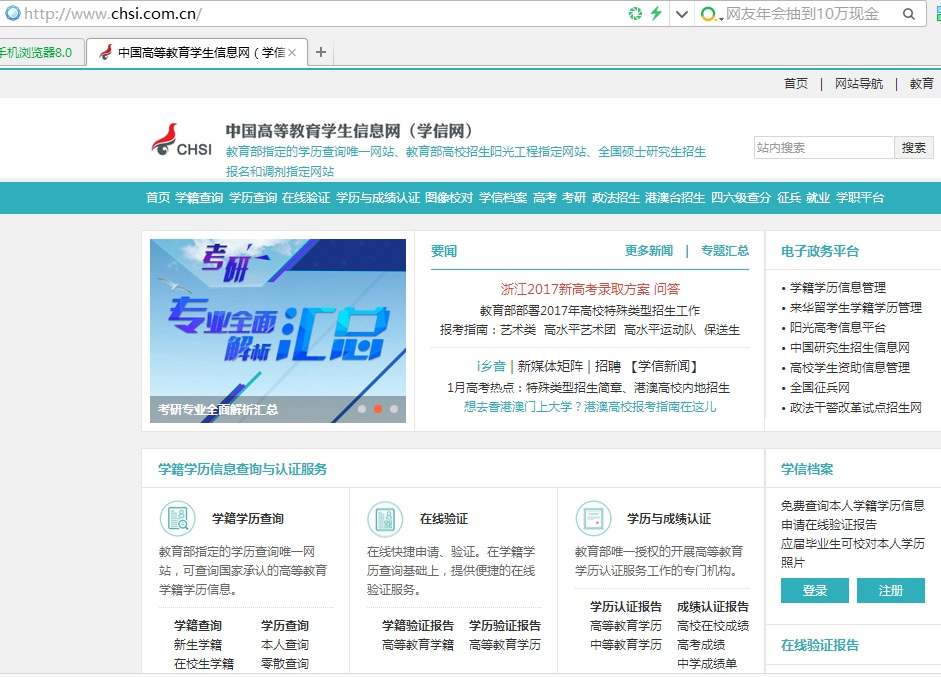 http://www.chsi.com.cn/
网友年会抽到10万现金
手机浏览器8.0
中国高等教育学生信息网（学信
首页 | 网站导航 | 教育
CHSI
中国高等教育学生信息网（学信网）
教育部指定的学历查询唯一网站、教育部高校招生阳光工程指定网站、全国硕士研究生招生
报名和调剂指定网站
站内搜索
搜索
首页 学籍查询 学历查询 在线验证 学历与成绩认证 图像校对 学信档案 高考 考研 政法招生 港澳台招生 四六级查分 征兵 就业 学职平台
考研
专业全面
解析
汇总
考研专业全面解析汇总
要闻
更多新闻 | 专题汇总
浙江2017新高考录取方案 问答
教育部部署2017年高校特殊类型招生工作
报考指南：艺术类 高水平艺术团 高水平运动队 保送生
i乡音 | 新媒体矩阵 | 招聘 【学信新闻】
1月高考热点：特殊类型招生简章、港澳高校内地招生
想去香港澳门上大学？港澳高校报考指南在这儿
电子政务平台
• 学籍学历信息管理
• 来华留学生学籍学历管理
• 阳光高考信息平台
• 中国研究生招生信息网
• 高校学生资助信息管理
• 全国征兵网
• 政法干警改革试点招生网
学籍学历信息查询与认证服务
学籍学历查询
教育部指定的学历查询唯一网
站，可查询国家承认的高等教育
学籍学历信息。
学籍查询 学历查询
新生学籍 本人查询
在校生学籍 零散查询
在线验证
在线快捷申请、验证。在学籍学
历查询基础上，提供便捷的在线
验证服务。
学籍验证报告 学历验证报告
高等教育学籍 高等教育学历
学历与成绩认证
教育部唯一授权的开展高等教育
学历认证服务工作的专门机构。
学历认证报告 成绩认证报告
高等教育学历 高校在校成绩
中等教育学历 高考成绩
中学成绩单
学信档案
免费查询本人学籍学历信息
申请在线验证报告
应届毕业生可校对本人学历
照片
登录 注册
在线验证报告